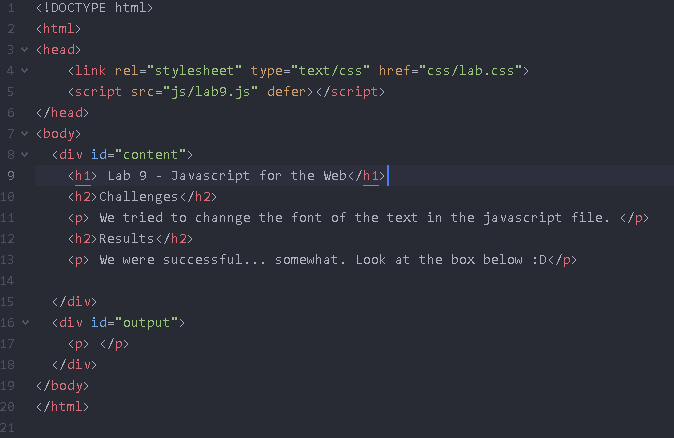 1 <!DOCTYPE html>
2 <html>
3 <head>
4 <link rel="stylesheet" type="text/css" href="css/lab.css">
5 <script src="js/lab9.js" defer></script>
6 </head>
7 <body>
8 <div id="content">
9 <h1> Lab 9 - Javascript for the Web</h1>
10 <h2>Challenges</h2>
11 <p> We tried to channge the font of the text in the javascript file. </p>
12 <h2>Results</h2>
13 <p> We were successful... somewhat. Look at the box below :D</p>
14
15 </div>
16 <div id="output">
17 <p> </p>
18 </div>
19 </body>
20 </html>
21